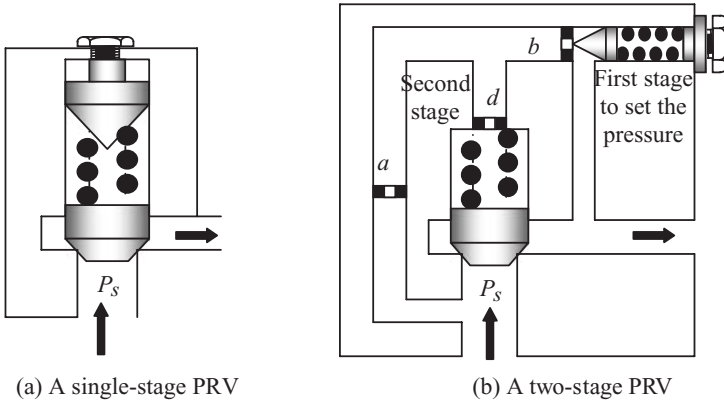 b
Second
stage
d
First stage
to set the
pressure
a
P_s
P_s
(a) A single-stage PRV
(b) A two-stage PRV